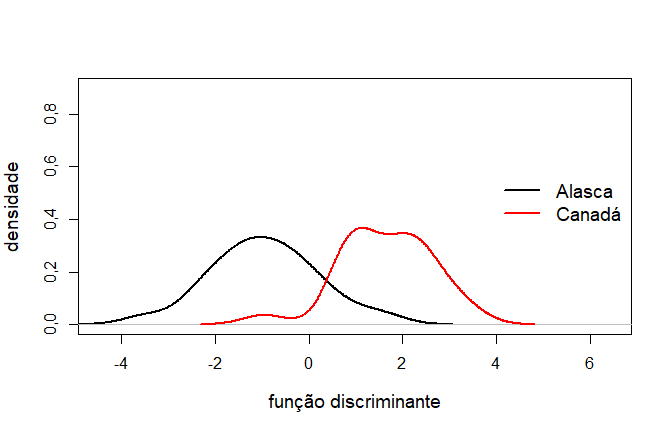 densidade
0,8
0,6
0,4
0,2
0,0
Alasca
Canadá
-4
-2
0
2
4
6
função discriminante